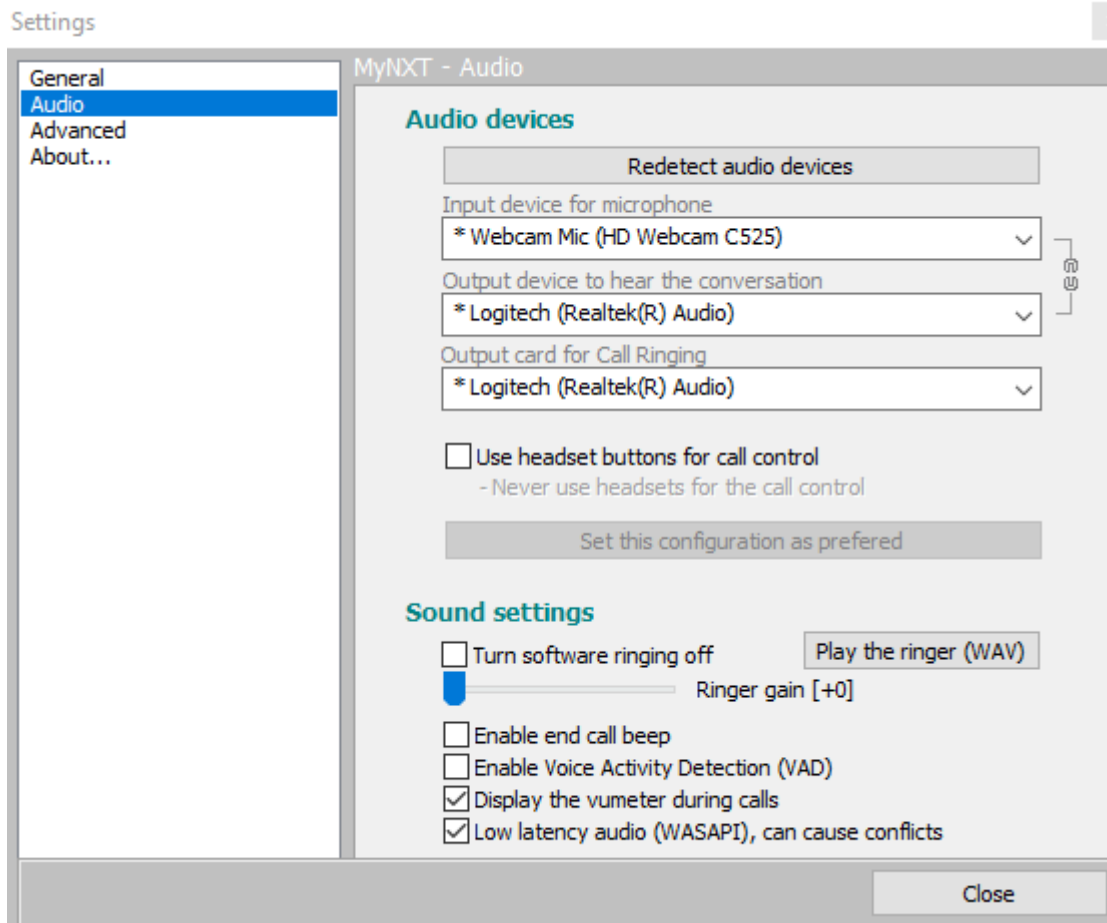 Settings
General
Audio
Advanced
About...
MyNXT - Audio
Audio devices
Redetect audio devices
Input device for microphone
* Webcam Mic (HD Webcam C525)
Output device to hear the conversation
* Logitech (Realtek(R) Audio)
Output card for Call Ringing
* Logitech (Realtek(R) Audio)
Use headset buttons for call control
- Never use headsets for the call control
Set this configuration as prefered
Sound settings
Turn software ringing off
Play the ringer (WAV)
Ringer gain [+0]
Enable end call beep
Enable Voice Activity Detection (VAD)
Display the vumeter during calls
Low latency audio (WASAPI), can cause conflicts
Close